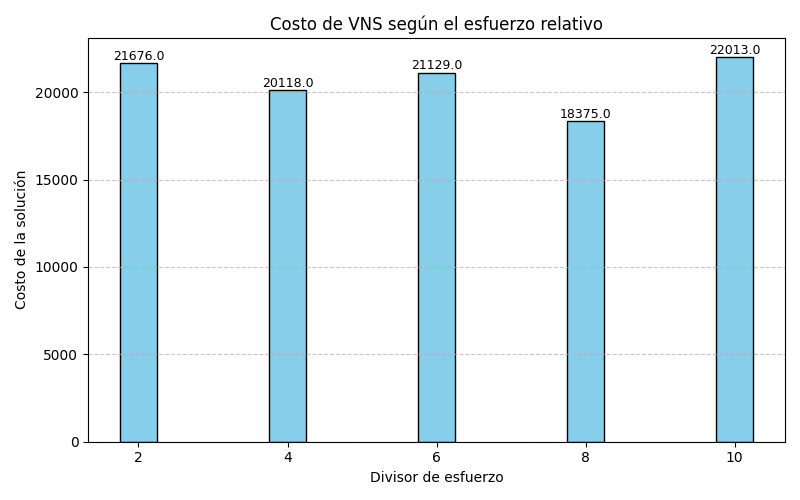 Costo de VNS según el esfuerzo relativo
21676.0
20118.0
21129.0
18375.0
22013.0
20000
15000
10000
5000
0
Costo de la solución
2 4 6 8 10
Divisor de esfuerzo